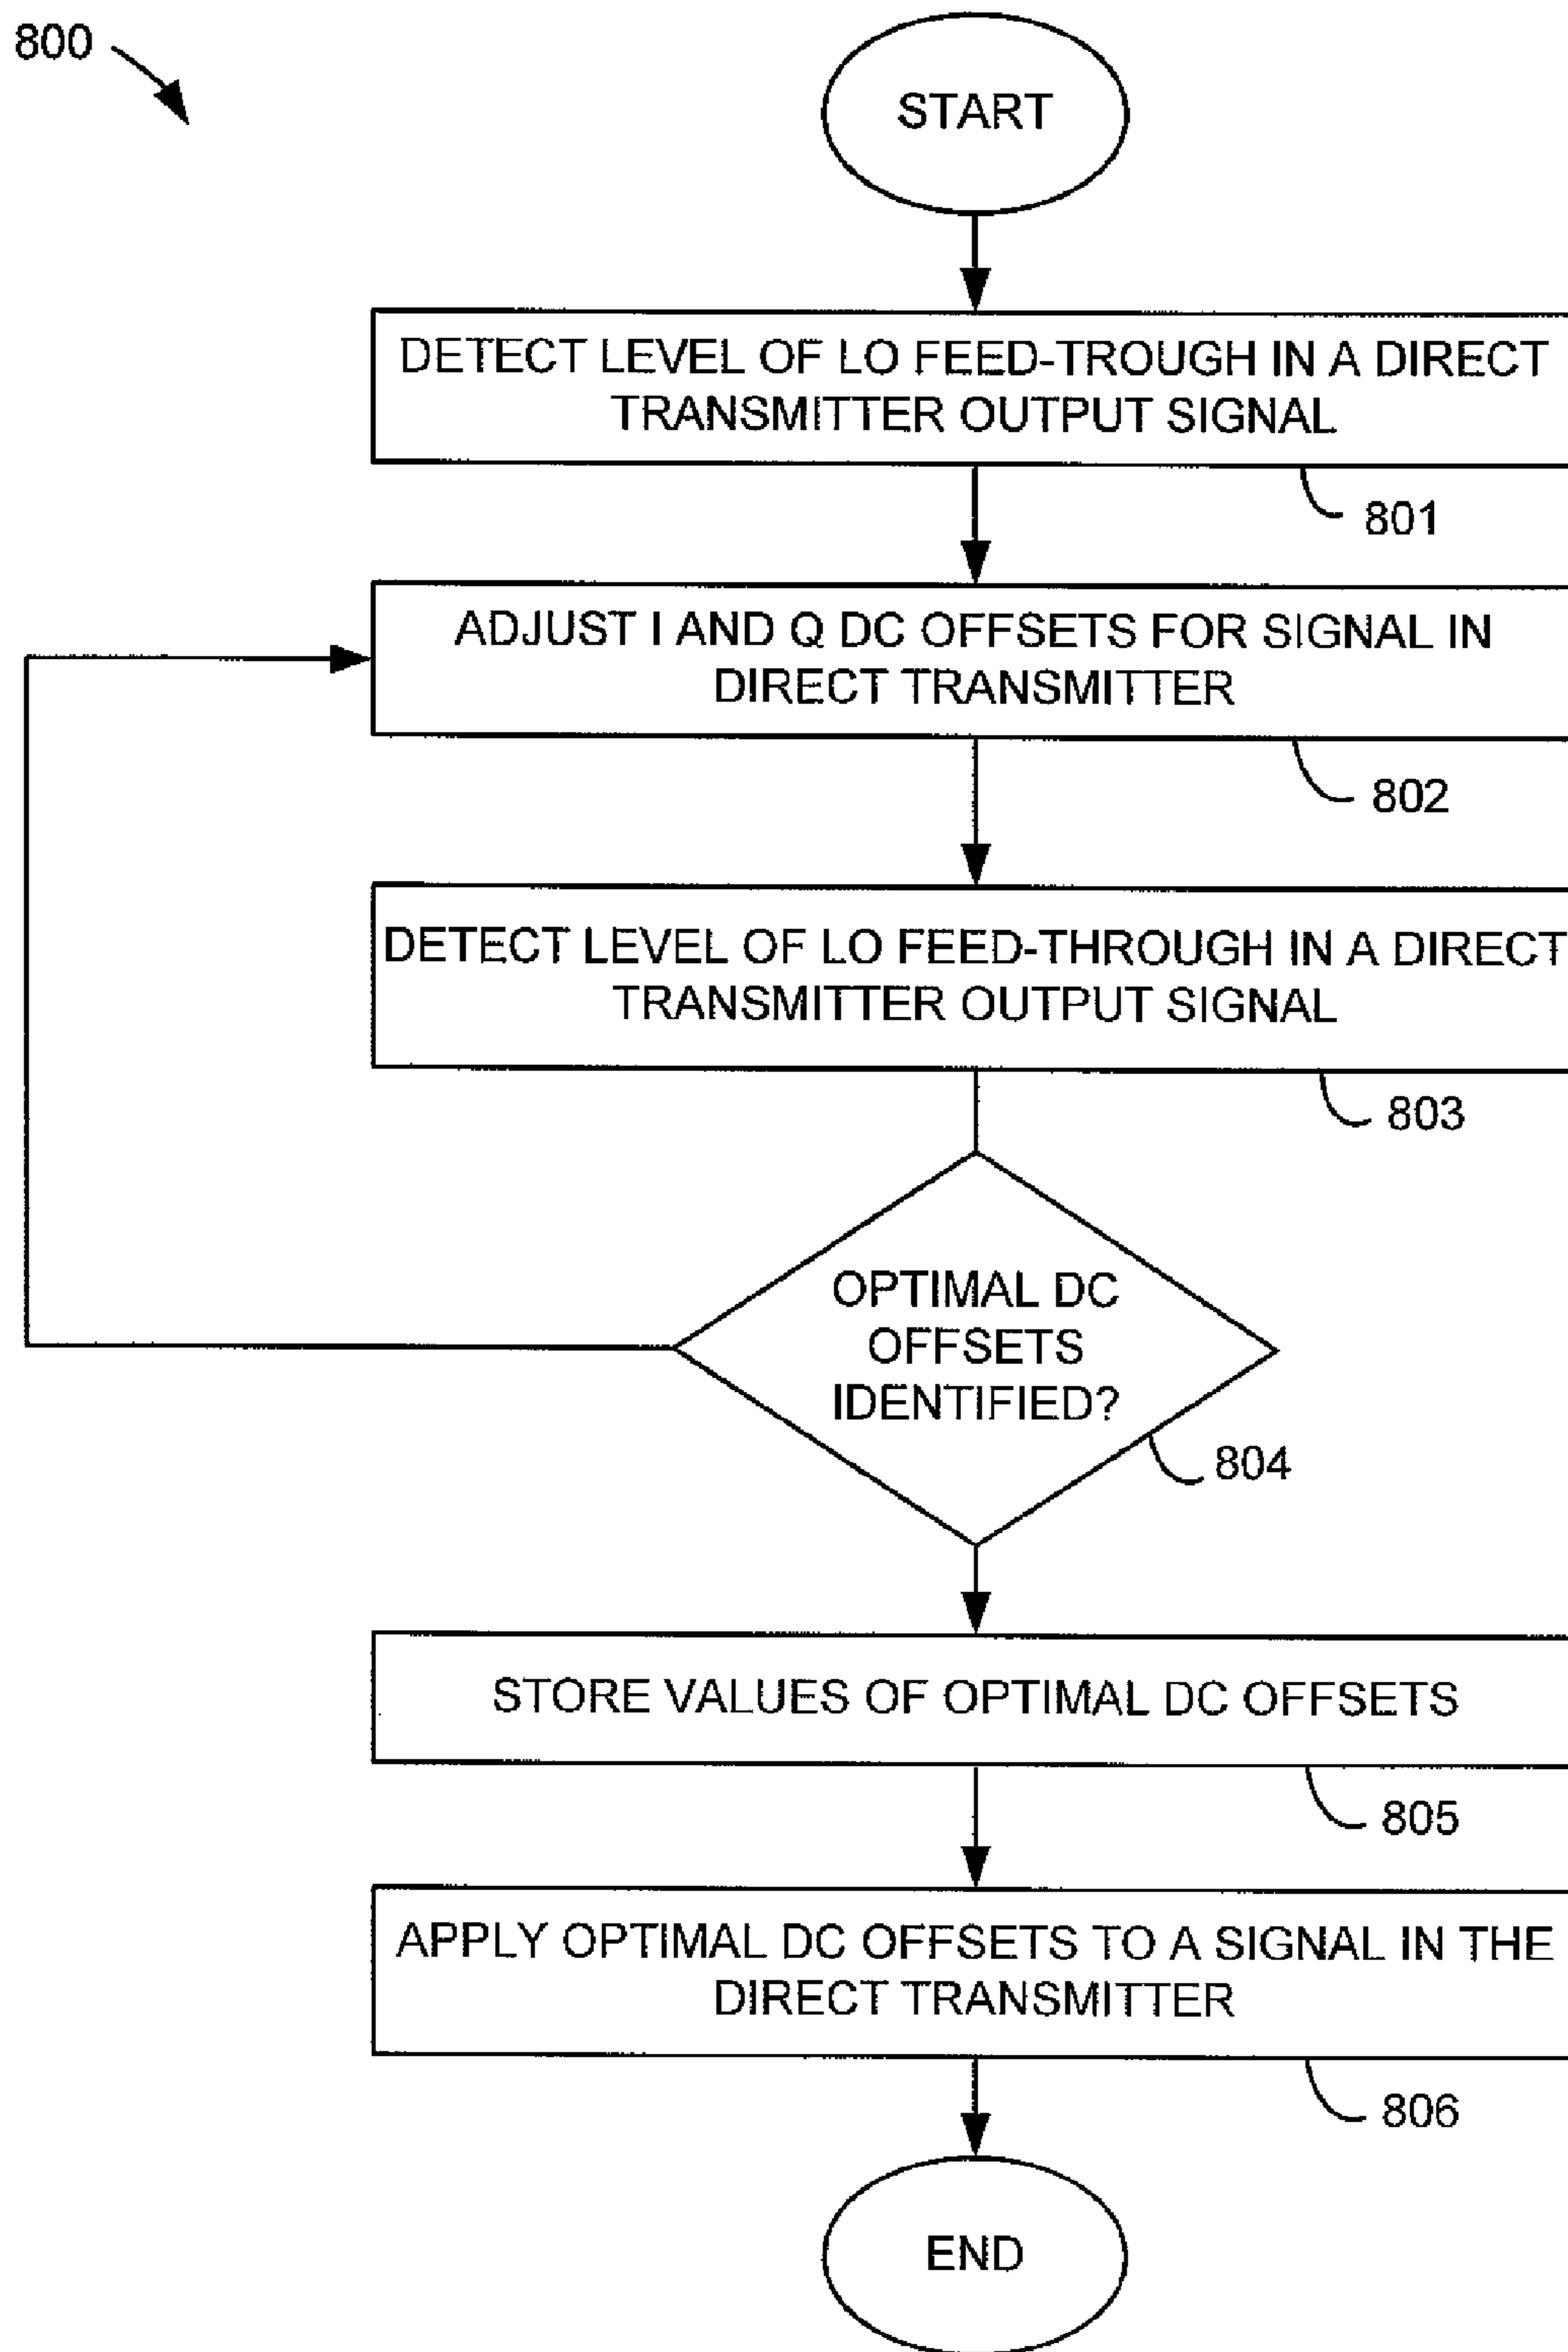 800
START
DETECT LEVEL OF LO FEED-TROUGH IN A DIRECT
TRANSMITTER OUTPUT SIGNAL
801
ADJUST I AND Q DC OFFSETS FOR SIGNAL IN
DIRECT TRANSMITTER
802
DETECT LEVEL OF LO FEED-THROUGH IN A DIRECT
TRANSMITTER OUTPUT SIGNAL
803
OPTIMAL DC
OFFSETS
IDENTIFIED?
804
STORE VALUES OF OPTIMAL DC OFFSETS
805
APPLY OPTIMAL DC OFFSETS TO A SIGNAL IN THE
DIRECT TRANSMITTER
806
END